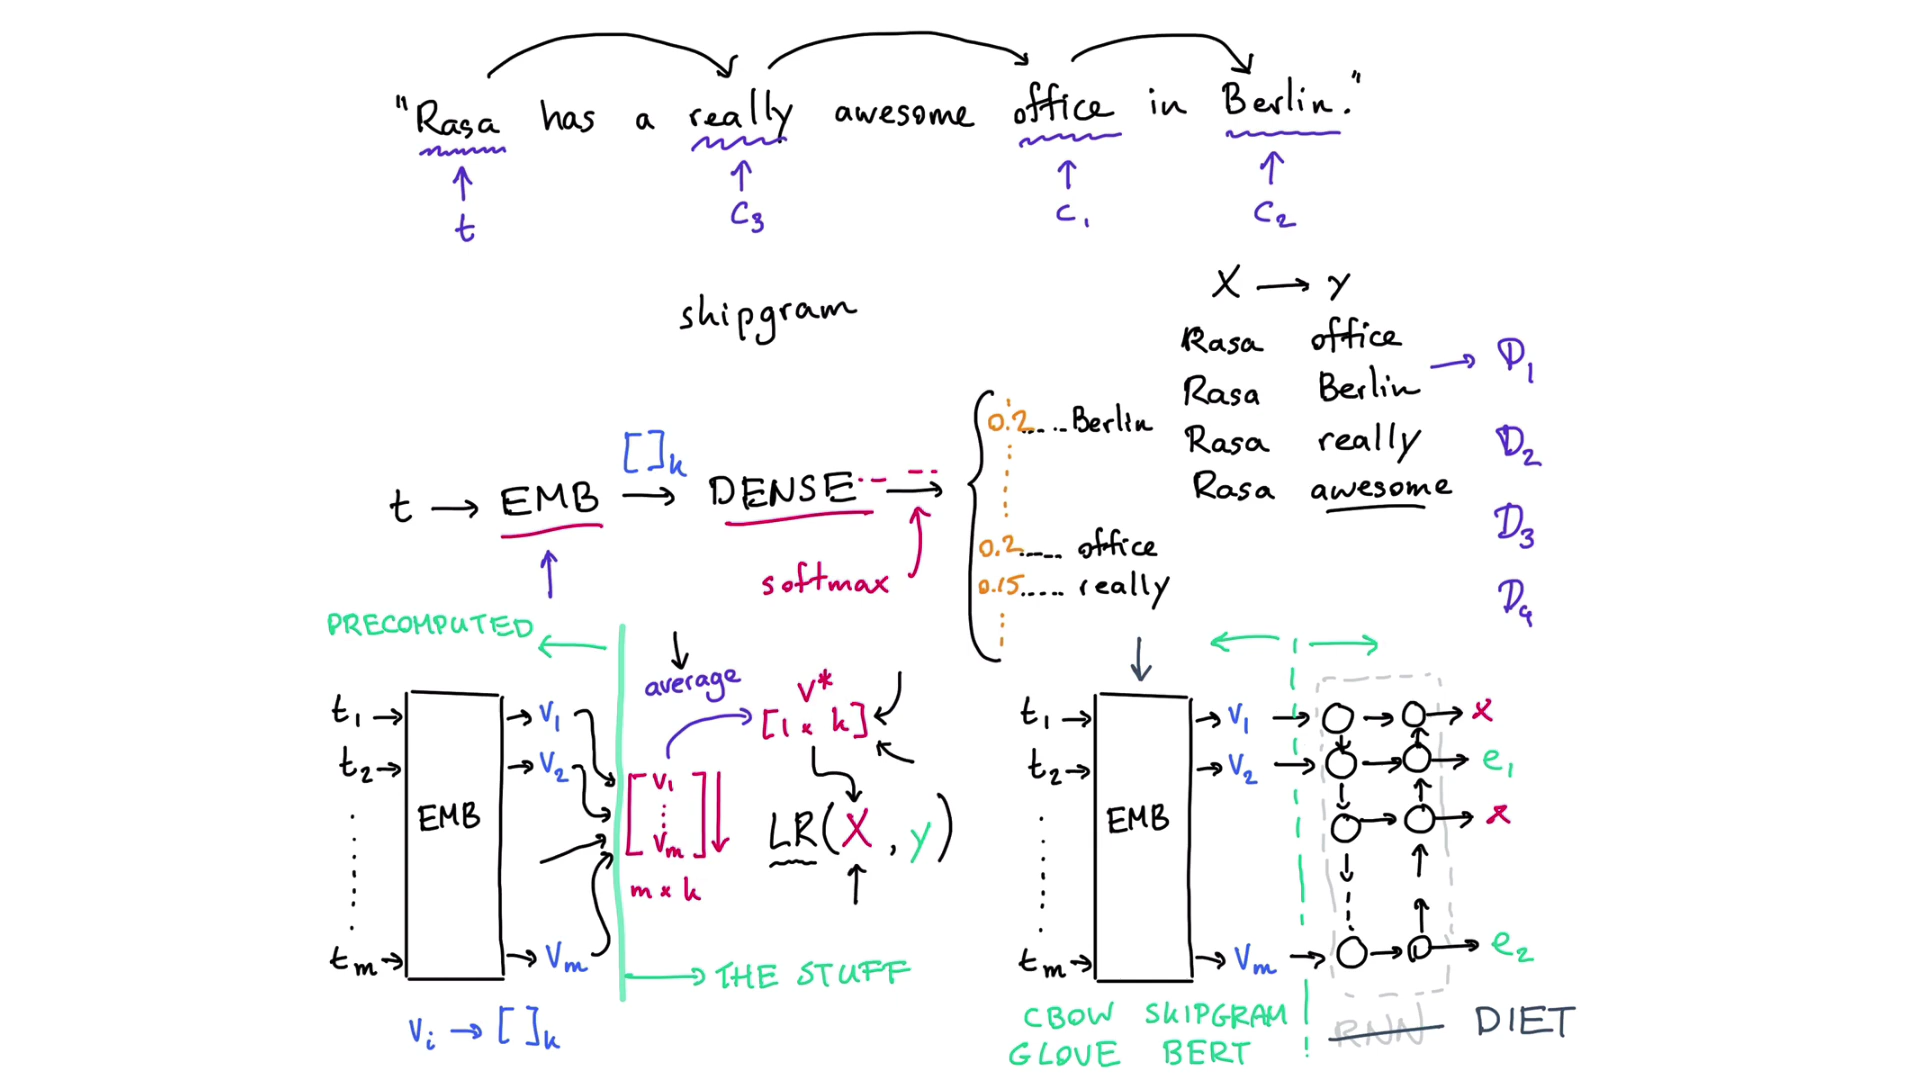 "Rasa has a really awesome office in Berlin."
t C3 C1 C2
skipgram
X → y
Rasa office
Rasa Berlin
Rasa really
Rasa awesome
D1
D2
D3
D4
t → EMB → [ ]k → DENSE →
softmax
0.2 Berlin
0.2 office
0.15 really
PRECOMPUTED
t1
t2
tm
EMB
v1
v2
vm
vi → [ ]k
average
v*
[1 × k]
[v1
vm]
m × k
LR(X, y)
THE STUFF
t1
t2
tm
EMB
v1
v2
vm
x
e1
x
e2
CBOW SKIPGRAM
GLOVE BERT
RNN DIET